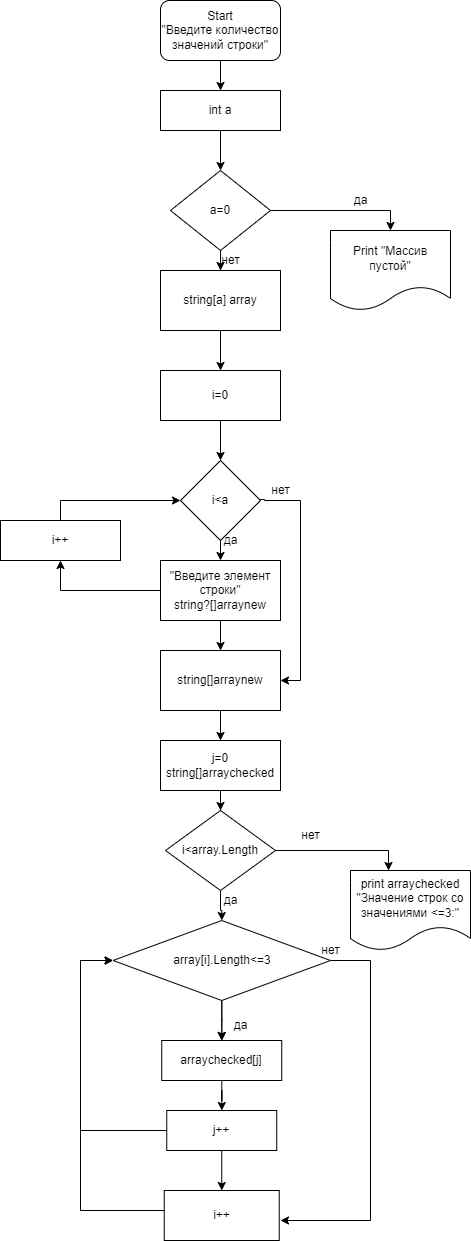 Start
"Введите количество
значений строки"
int a
a=0
да
Print "Массив
пустой"
нет
string[a] array
i=0
i<a
нет
i++
да
"Введите элемент
строки"
string?[]arraynew
string[]arraynew
j=0
string[]arraychecked
i<array.Length
нет
print arraychecked
"Значение строк со
значениями <=3:"
да
array[i].Length<=3
нет
да
arraychecked[j]
j++
i++